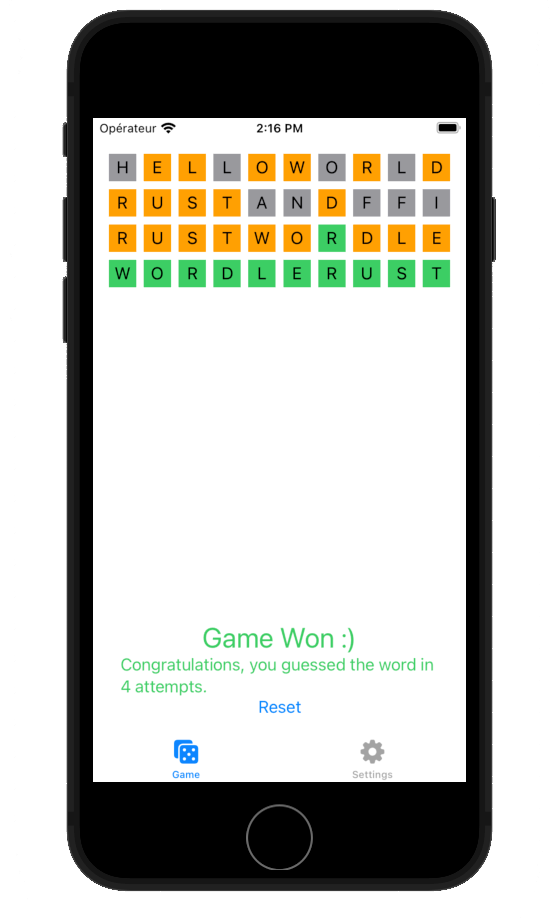 Opérateur 2:16 PM
H E L L O W O R L D
R U S T A N D F F I
R U S T W O R D L E
W O R D L E R U S T
Game Won :)
Congratulations, you guessed the word in
4 attempts.
Reset
Game Settings